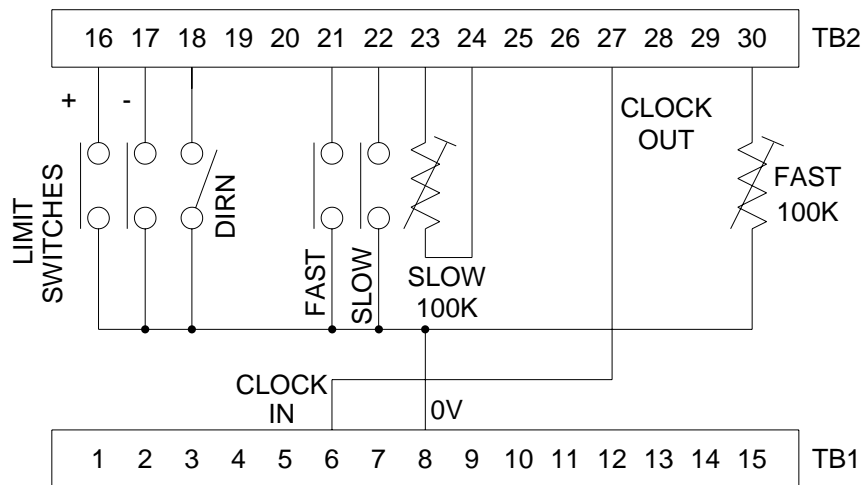 16 17 18 19 20 21 22 23 24 25 26 27 28 29 30 TB2
+ -
CLOCK
OUT
LIMIT
SWITCHES
DIRN
FAST
SLOW
SLOW
100K
FAST
100K
CLOCK
IN
0V
1 2 3 4 5 6 7 8 9 10 11 12 13 14 15 TB1